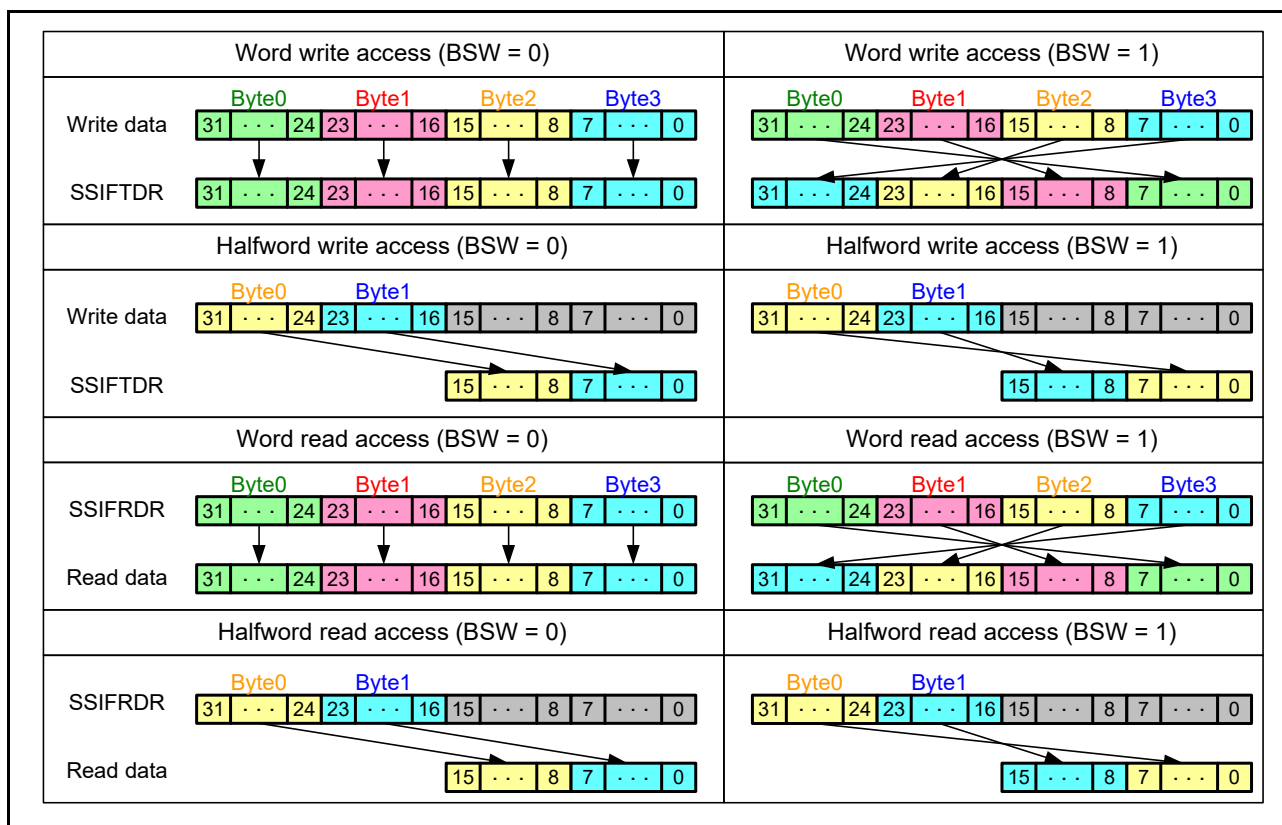 Word write access (BSW = 0)
Word write access (BSW = 1)
Byte0 Byte1 Byte2 Byte3
Byte0 Byte1 Byte2 Byte3
Write data 31 · · · 24 23 · · · 16 15 · · · 8 7 · · · 0
31 · · · 24 23 · · · 16 15 · · · 8 7 · · · 0
SSIFTDR 31 · · · 24 23 · · · 16 15 · · · 8 7 · · · 0
31 · · · 24 23 · · · 16 15 · · · 8 7 · · · 0
Halfword write access (BSW = 0)
Halfword write access (BSW = 1)
Byte0 Byte1
Byte0 Byte1
Write data 31 · · · 24 23 · · · 16 15 · · · 8 7 · · · 0
31 · · · 24 23 · · · 16 15 · · · 8 7 · · · 0
SSIFTDR 15 · · · 8 7 · · · 0
15 · · · 8 7 · · · 0
Word read access (BSW = 0)
Word read access (BSW = 1)
Byte0 Byte1 Byte2 Byte3
Byte0 Byte1 Byte2 Byte3
SSIFRDR 31 · · · 24 23 · · · 16 15 · · · 8 7 · · · 0
31 · · · 24 23 · · · 16 15 · · · 8 7 · · · 0
Read data 31 · · · 24 23 · · · 16 15 · · · 8 7 · · · 0
31 · · · 24 23 · · · 16 15 · · · 8 7 · · · 0
Halfword read access (BSW = 0)
Halfword read access (BSW = 1)
Byte0 Byte1
Byte0 Byte1
SSIFRDR 31 · · · 24 23 · · · 16 15 · · · 8 7 · · · 0
31 · · · 24 23 · · · 16 15 · · · 8 7 · · · 0
Read data 15 · · · 8 7 · · · 0
15 · · · 8 7 · · · 0